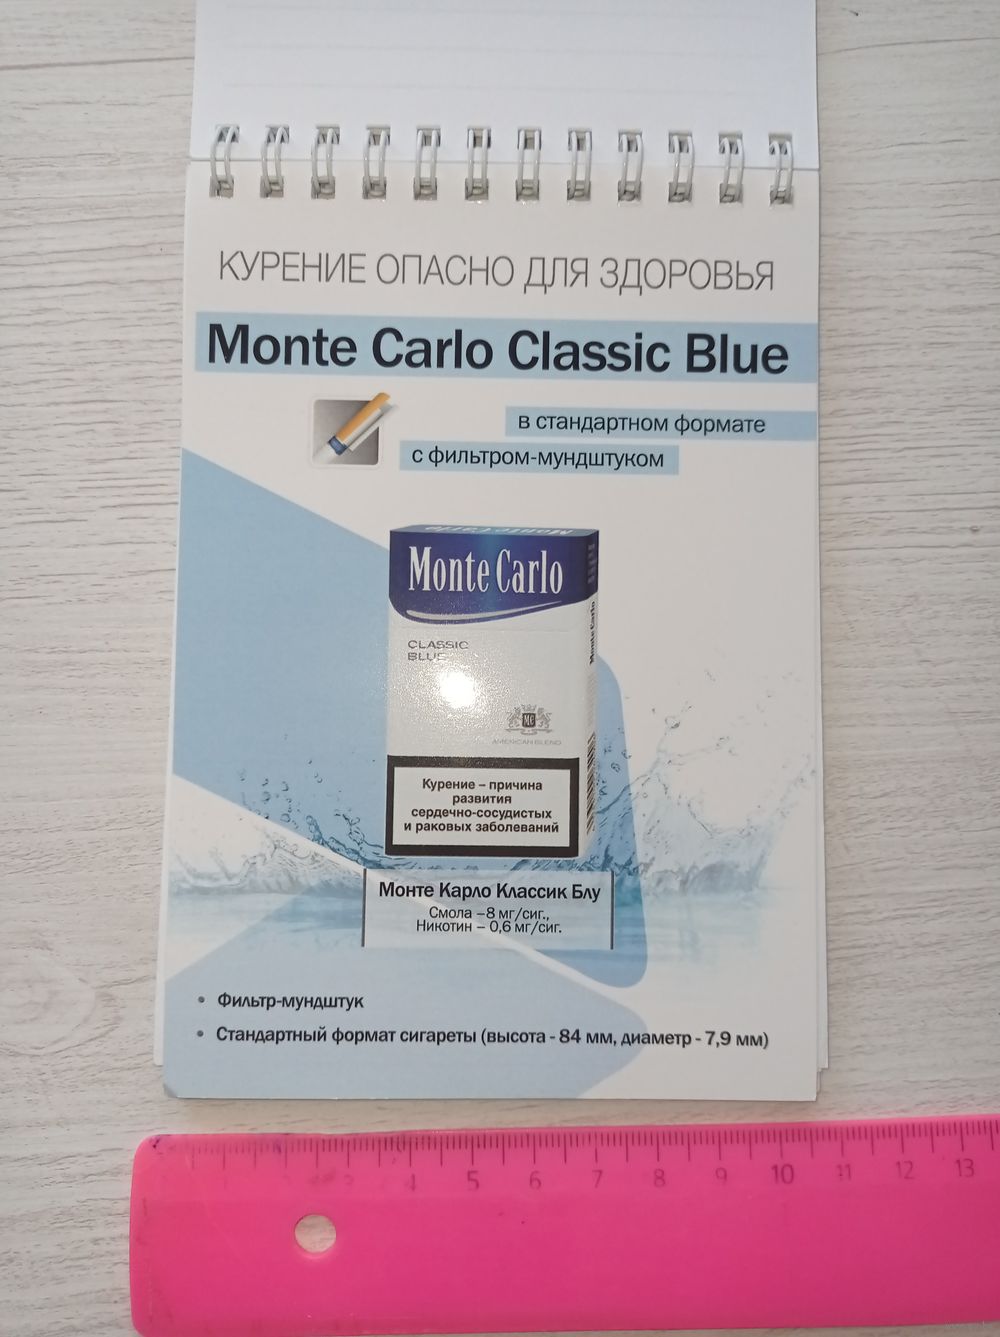 КУРЕНИЕ ОПАСНО ДЛЯ ЗДОРОВЬЯ
Monte Carlo Classic Blue
в стандартном формате
с фильтром-мундштуком
Monte Carlo
Monte Carlo
Monte Carlo
CLASSIC
BLUE
MC
AMERICAN BLEND
Курение – причина
развития
сердечно-сосудистых
и раковых заболеваний
Монте Карло Классик Блу
Смола –8 мг/сиг.,
Никотин – 0,6 мг/сиг.
• Фильтр-мундштук
• Стандартный формат сигареты (высота - 84 мм, диаметр - 7,9 мм)
3 4 5 6 7 8 9 10 11 12 13